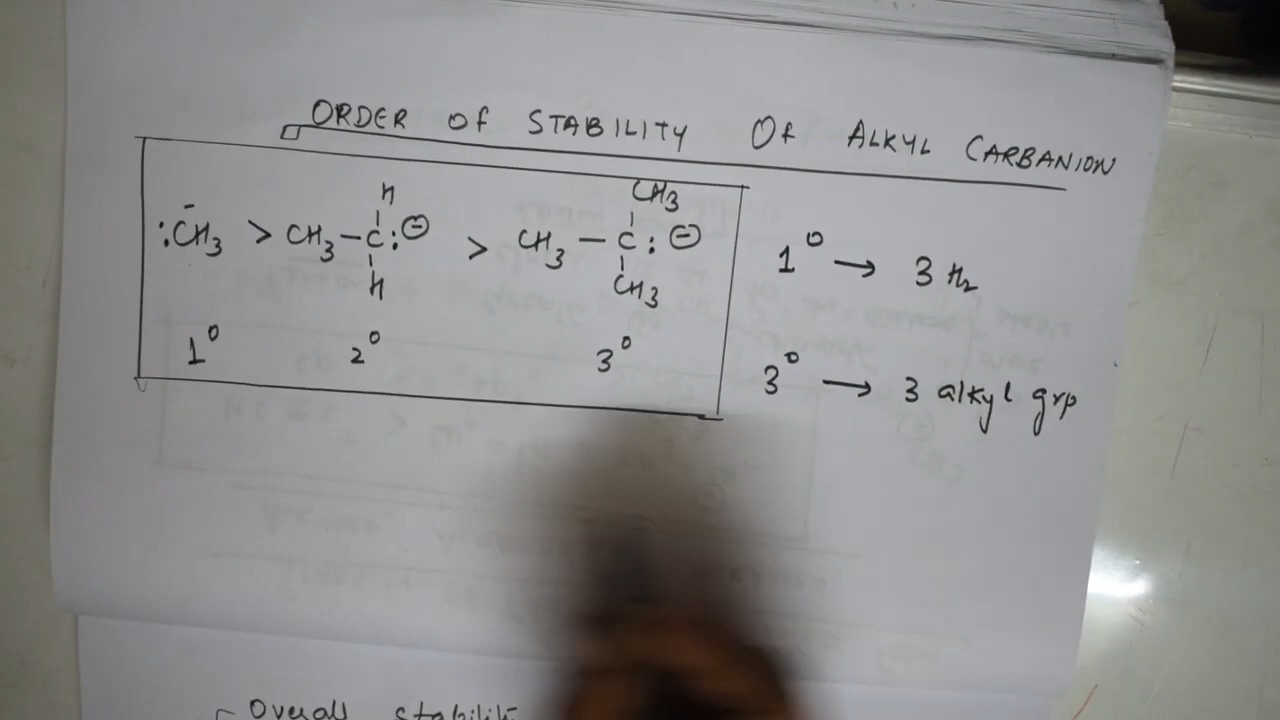 ORDER Of STABILITY Of ALKYL CARBANION
H CH3
:C̄H3 > CH3–C:⊖ > CH3 – C: ⊖
H CH3
1° 2° 3°
1° → 3 H2
3° → 3 alkyl grp
Overall